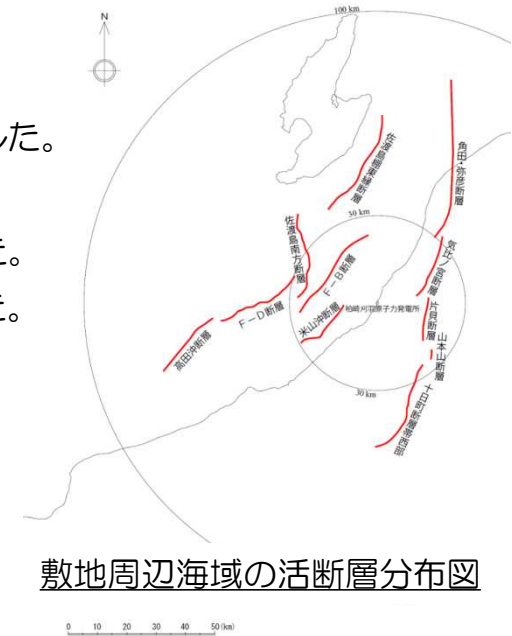 100 km
N
した。
た。
た。
佐渡島棚東縁断層
角田・弥彦断層
30 km
佐渡島南方断層
F－B断層
気比ノ宮断層
F－D断層
米山沖断層
柏崎刈羽原子力発電所
片貝断層
高田沖断層
山本山断層
30 km
十日町断層帯西部
敷地周辺海域の活断層分布図
0 10 20 30 40 50(km)